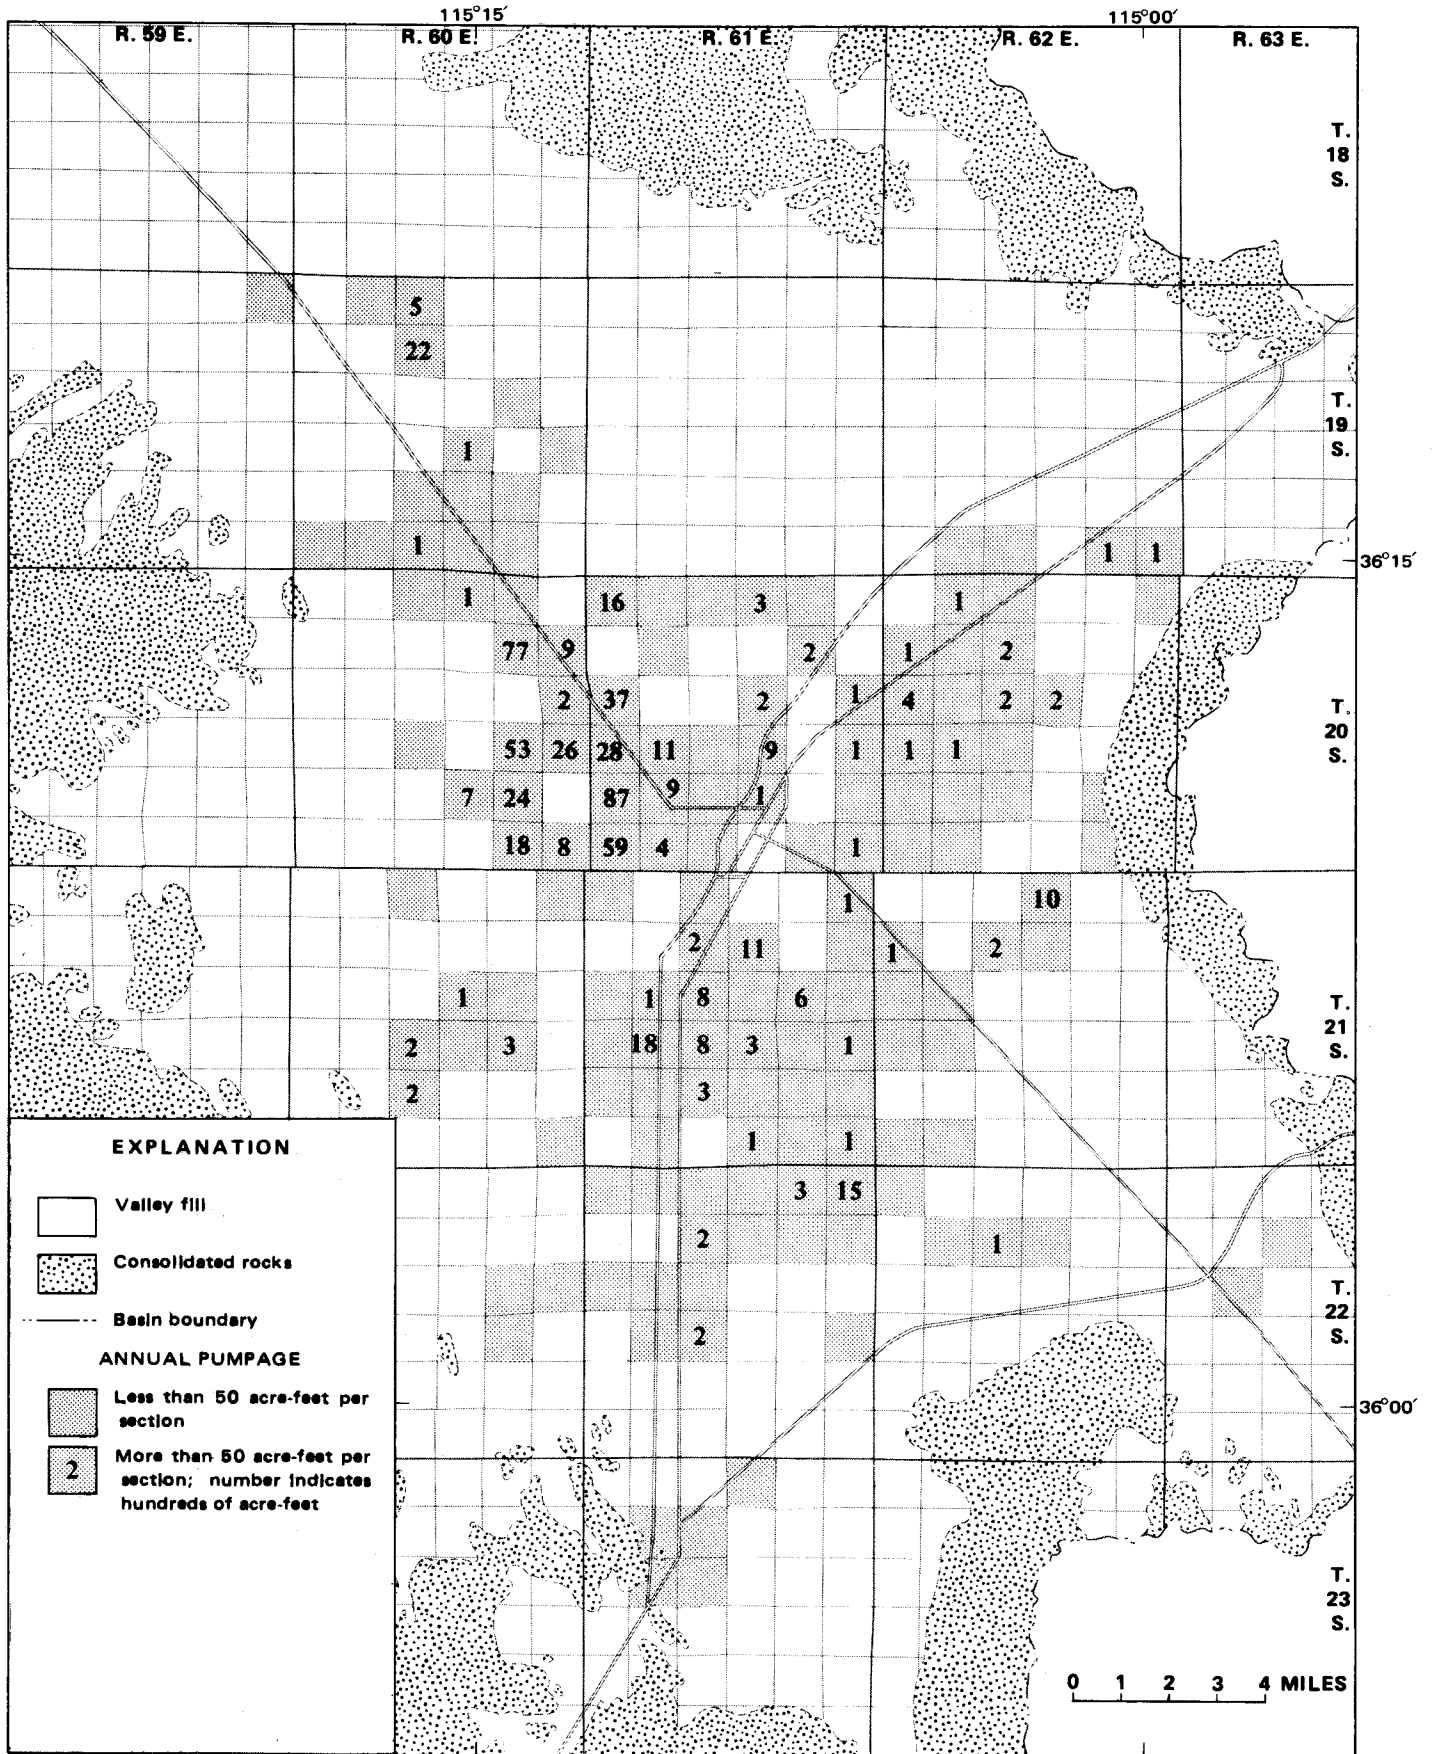 115°15′ 115°00′
R. 59 E. R. 60 E. R. 61 E. R. 62 E. R. 63 E.
T.
18
S.
5
22
T.
19
S.
1
1 1 1
36°15′
1 16 3 1
77 9 2 1 2
2 37 2 1 4 2 2
T.
20
S.
53 26 28 11 9 1 1 1
7 24 87 9 1
18 8 59 4 1
1 10
2 11 1 2
1 1 8 6
T.
21
S.
2 3 18 8 3 1
2 3
1 1
3 15
2 1
T.
22
S.
2
36°00′
T.
23
S.
EXPLANATION
Valley fill
Consolidated rocks
Basin boundary
ANNUAL PUMPAGE
Less than 50 acre-feet per
section
2
More than 50 acre-feet per
section; number indicates
hundreds of acre-feet
0 1 2 3 4 MILES